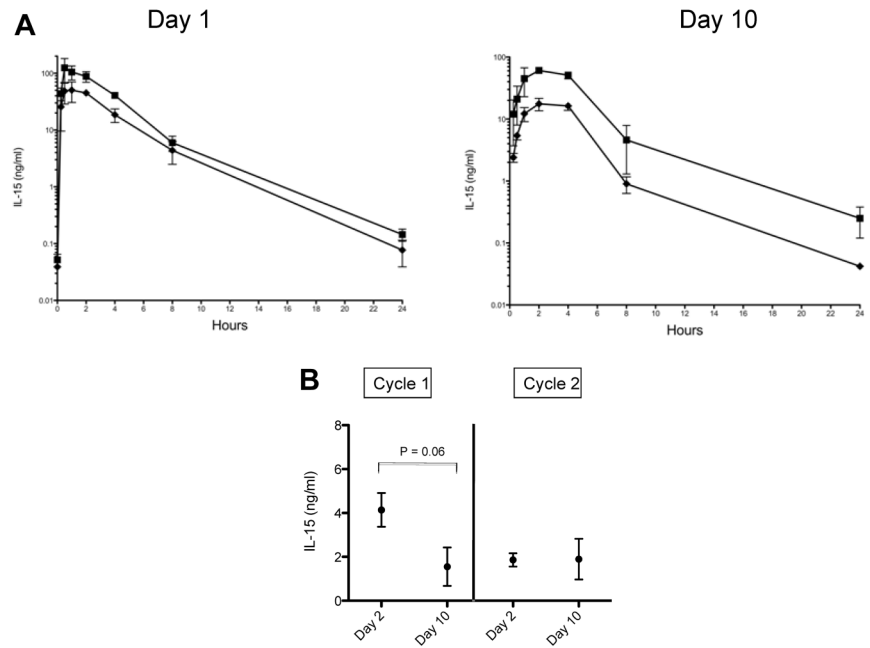 A
Day 1
Day 10
IL-15 (ng/ml)
100
10
1
0.1
0.01
0 2 4 6 8 10 12 14 16 18 20 22 24
Hours
IL-15 (ng/ml)
100
10
1
0.1
0.01
0 2 4 6 8 10 12 14 16 18 20 22 24
Hours
B
Cycle 1
Cycle 2
IL-15 (ng/ml)
8
6
4
2
0
P = 0.06
Day 2
Day 10
Day 2
Day 10